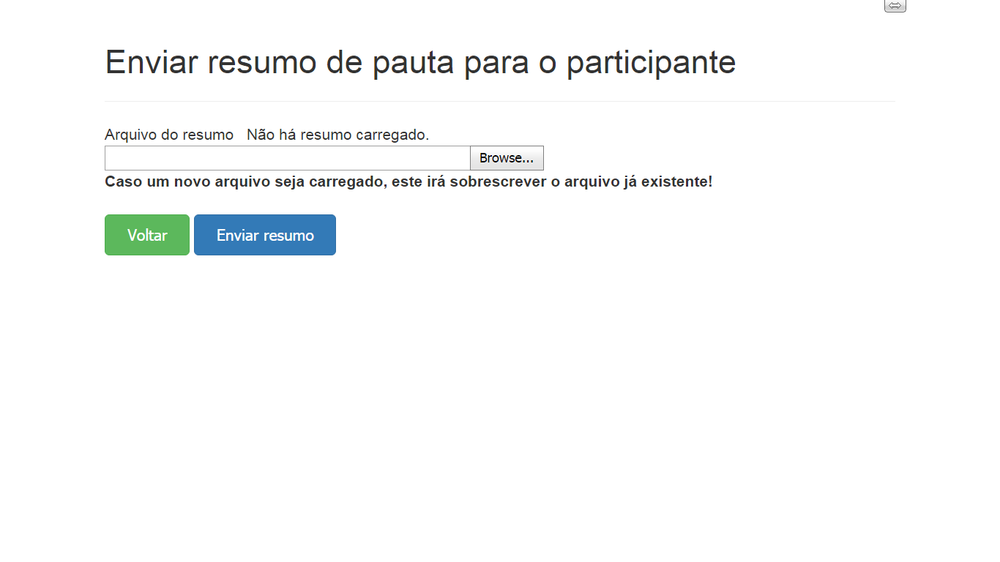 Enviar resumo de pauta para o participante
Arquivo do resumo Não há resumo carregado.
Browse...
Caso um novo arquivo seja carregado, este irá sobrescrever o arquivo já existente!
Voltar Enviar resumo